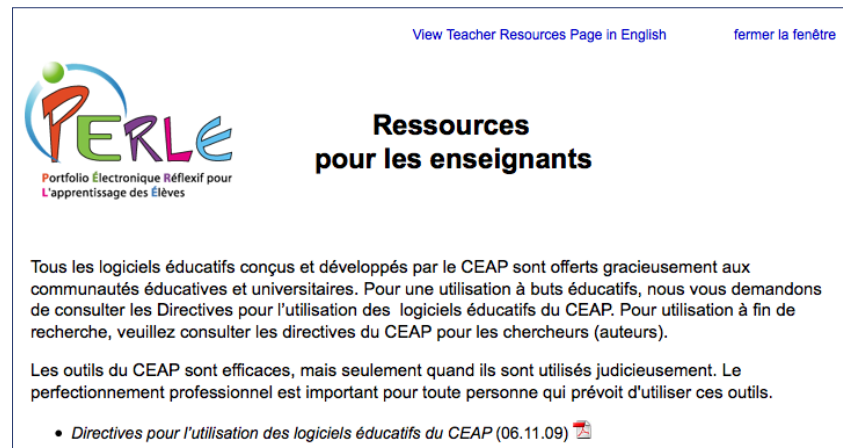 View Teacher Resources Page in English fermer la fenêtre
PERLE
Portfolio Électronique Réflexif pour
L'apprentissage des Élèves
Ressources
pour les enseignants
Tous les logiciels éducatifs conçus et développés par le CEAP sont offerts gracieusement aux
communautés éducatives et universitaires. Pour une utilisation à buts éducatifs, nous vous demandons
de consulter les Directives pour l'utilisation des logiciels éducatifs du CEAP. Pour utilisation à fin de
recherche, veuillez consulter les directives du CEAP pour les chercheurs (auteurs).
Les outils du CEAP sont efficaces, mais seulement quand ils sont utilisés judicieusement. Le
perfectionnement professionnel est important pour toute personne qui prévoit d'utiliser ces outils.
• Directives pour l'utilisation des logiciels éducatifs du CEAP (06.11.09)